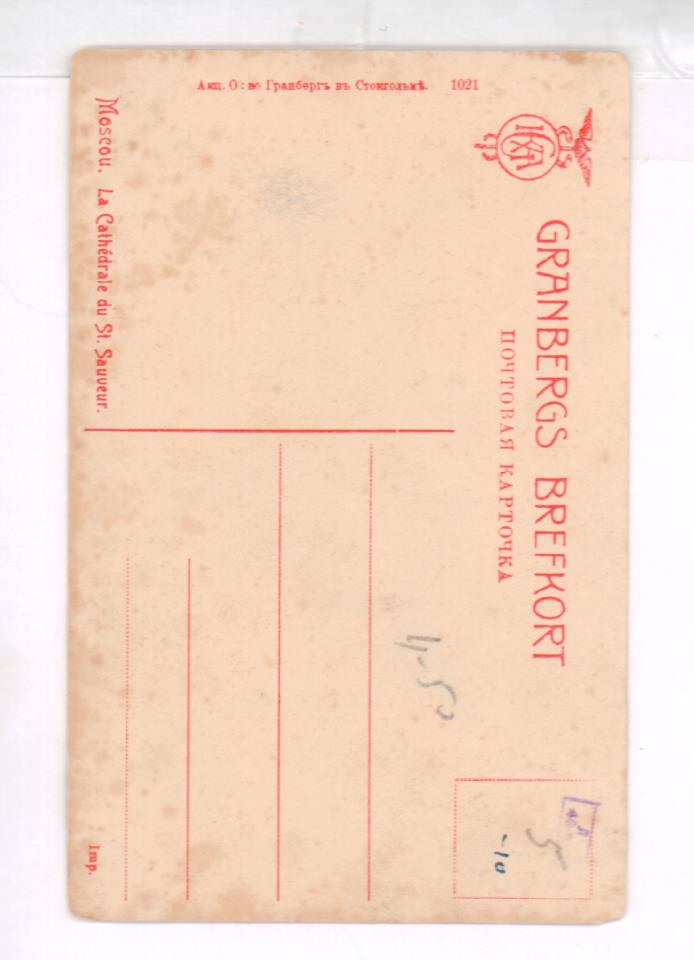 GRANBERGS BREFKORT
ПОЧТОВАЯ КАРТОЧКА
Акц. О:во Гранбергъ въ Стокгольмѣ. 1021
Moscou. La Cathédrale du St. Sauveur.
4-50
5
-10
Imp.